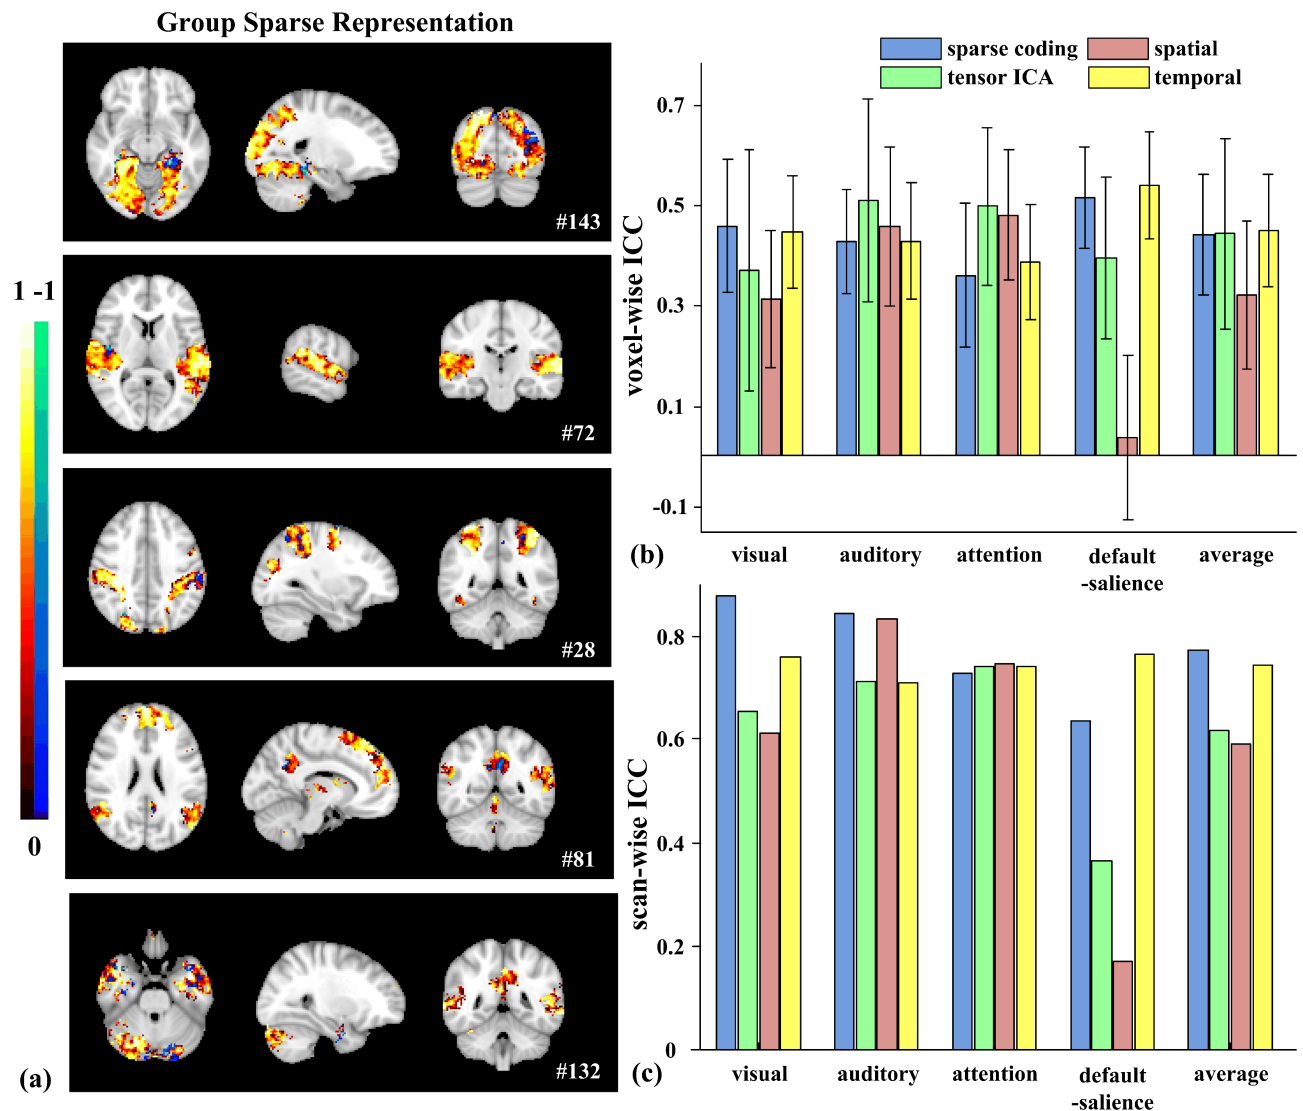 Group Sparse Representation
#143
#72
#28
#81
#132
1 -1
0
(a)
sparse coding
spatial
tensor ICA
temporal
voxel-wise ICC
0.7
0.5
0.3
0.1
-0.1
(b)
visual
auditory
attention
default
-salience
average
scan-wise ICC
0.8
0.6
0.4
0.2
0
(c)
visual
auditory
attention
default
-salience
average